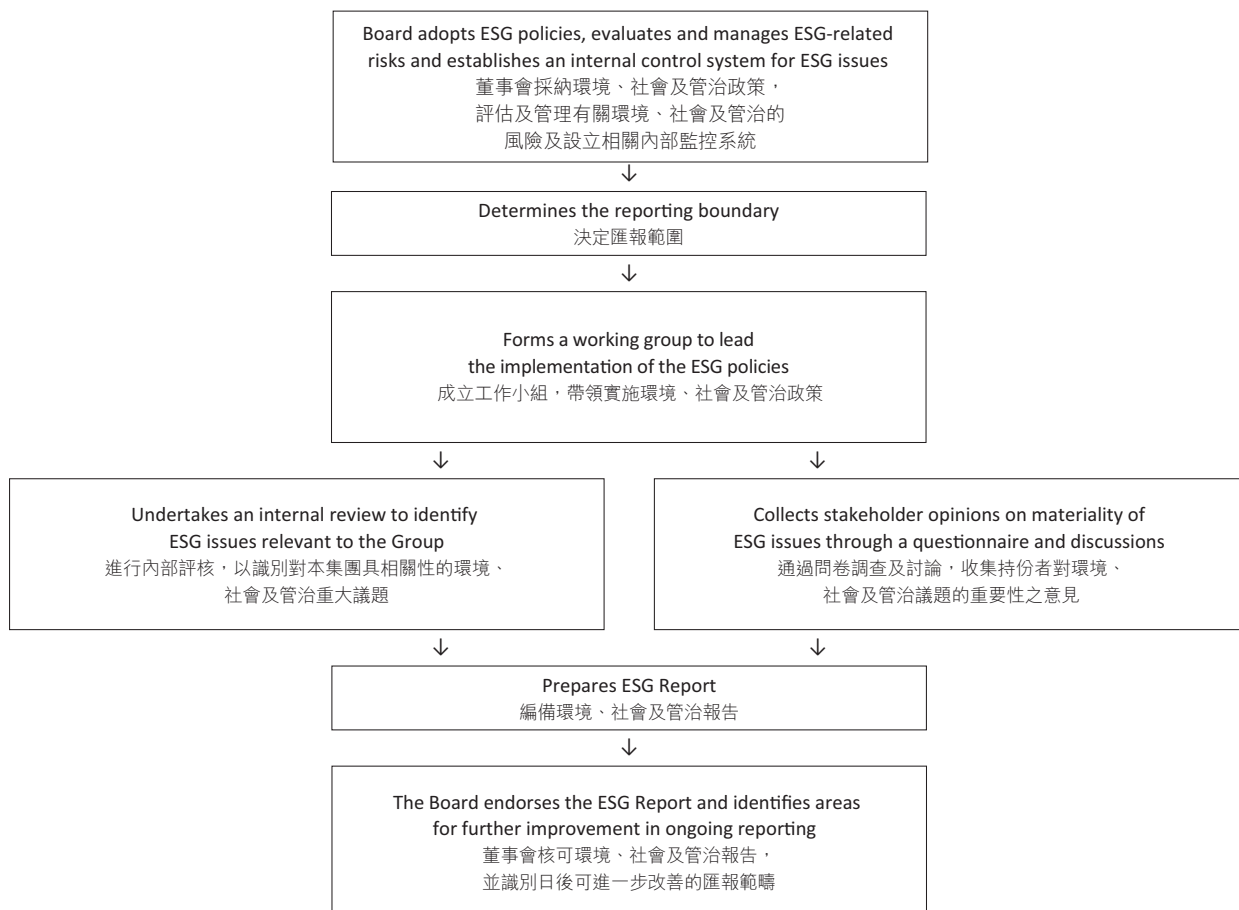 Board adopts ESG policies, evaluates and manages ESG-related
risks and establishes an internal control system for ESG issues
董事會採納環境、社會及管治政策，
評估及管理有關環境、社會及管治的
風險及設立相關內部監控系統
↓
Determines the reporting boundary
決定匯報範圍
↓
Forms a working group to lead
the implementation of the ESG policies
成立工作小組，帶領實施環境、社會及管治政策
↓ ↓
Undertakes an internal review to identify
ESG issues relevant to the Group
進行內部評核，以識別對本集團具相關性的環境、
社會及管治重大議題
Collects stakeholder opinions on materiality of
ESG issues through a questionnaire and discussions
通過問卷調查及討論，收集持份者對環境、
社會及管治議題的重要性之意見
↓ ↓
Prepares ESG Report
編備環境、社會及管治報告
↓
The Board endorses the ESG Report and identifies areas
for further improvement in ongoing reporting
董事會核可環境、社會及管治報告，
並識別日後可進一步改善的匯報範疇